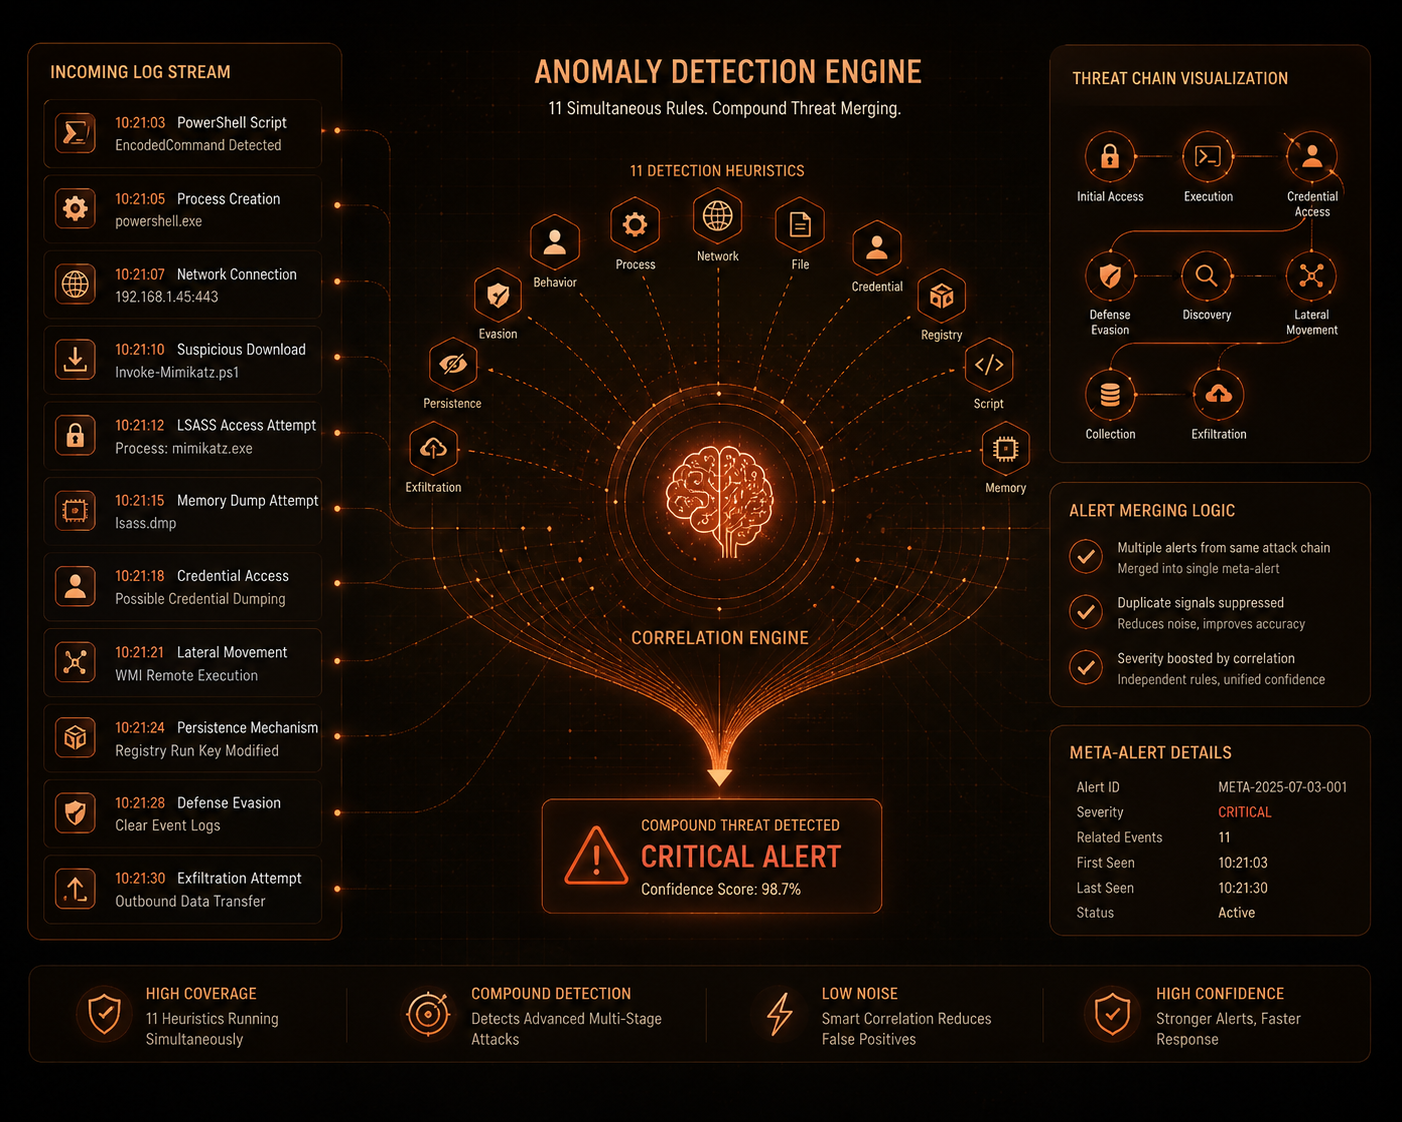 INCOMING LOG STREAM
10:21:03 PowerShell Script
EncodedCommand Detected
10:21:05 Process Creation
powershell.exe
10:21:07 Network Connection
192.168.1.45:443
10:21:10 Suspicious Download
Invoke-Mimikatz.ps1
10:21:12 LSASS Access Attempt
Process: mimikatz.exe
10:21:15 Memory Dump Attempt
lsass.dmp
10:21:18 Credential Access
Possible Credential Dumping
10:21:21 Lateral Movement
WMI Remote Execution
10:21:24 Persistence Mechanism
Registry Run Key Modified
10:21:28 Defense Evasion
Clear Event Logs
10:21:30 Exfiltration Attempt
Outbound Data Transfer
ANOMALY DETECTION ENGINE
11 Simultaneous Rules. Compound Threat Merging.
11 DETECTION HEURISTICS
Exfiltration
Persistence
Evasion
Behavior
Process
Network
File
Credential
Registry
Script
Memory
CORRELATION ENGINE
COMPOUND THREAT DETECTED
CRITICAL ALERT
Confidence Score: 98.7%
THREAT CHAIN VISUALIZATION
Initial Access
Execution
Credential
Access
Defense
Evasion
Discovery
Lateral
Movement
Collection
Exfiltration
ALERT MERGING LOGIC
Multiple alerts from same attack chain
Merged into single meta-alert
Duplicate signals suppressed
Reduces noise, improves accuracy
Severity boosted by correlation
Independent rules, unified confidence
META-ALERT DETAILS
Alert ID META-2025-07-03-001
Severity CRITICAL
Related Events 11
First Seen 10:21:03
Last Seen 10:21:30
Status Active
HIGH COVERAGE
11 Heuristics Running
Simultaneously
COMPOUND DETECTION
Detects Advanced Multi-Stage
Attacks
LOW NOISE
Smart Correlation Reduces
False Positives
HIGH CONFIDENCE
Stronger Alerts, Faster
Response